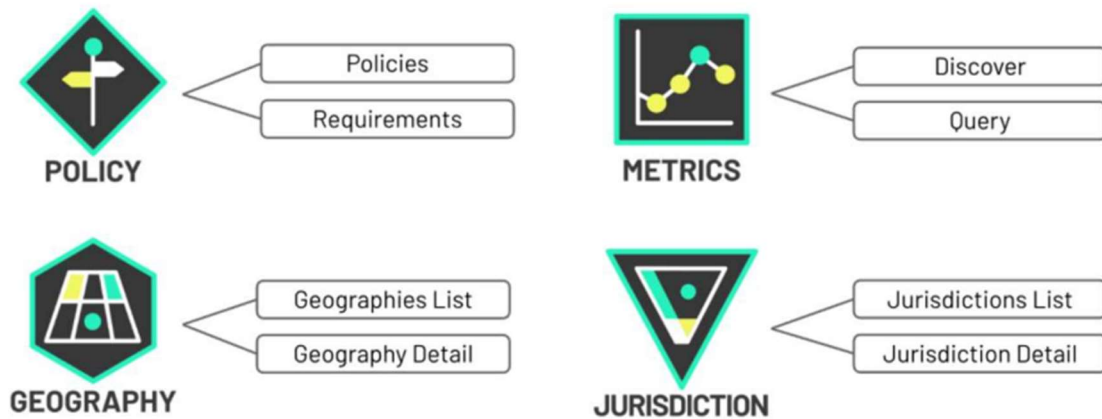 Policies
Requirements
POLICY
Discover
Query
METRICS
Geographies List
Geography Detail
GEOGRAPHY
Jurisdictions List
Jurisdiction Detail
JURISDICTION